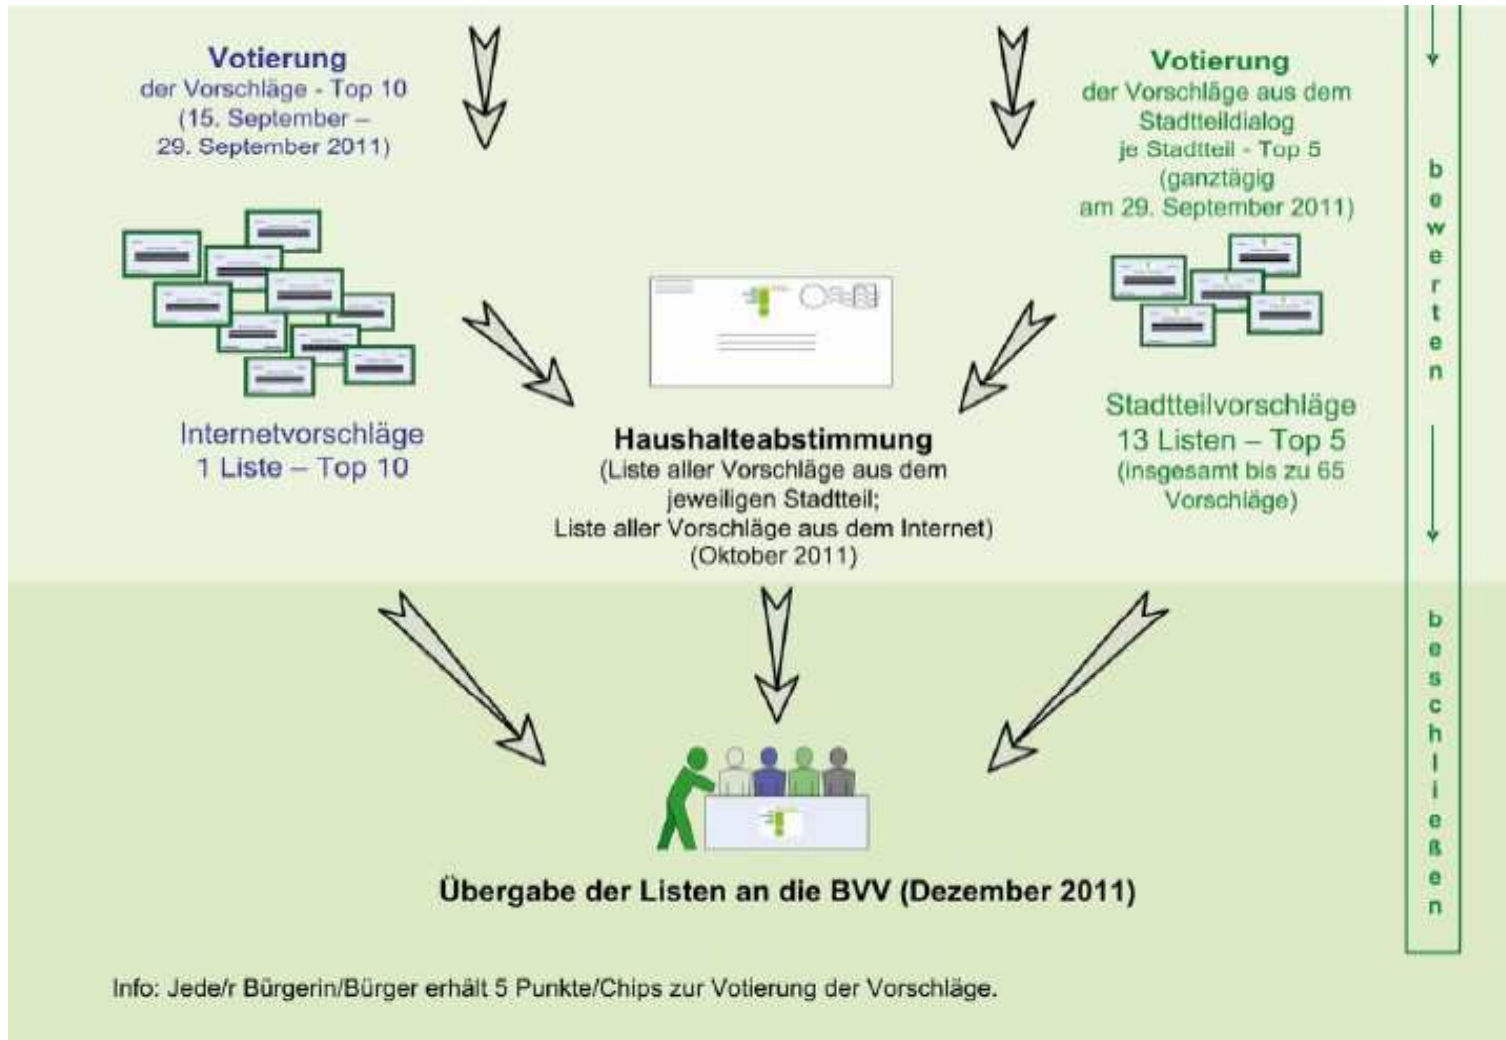 Votierung
der Vorschläge - Top 10
(15. September –
29. September 2011)
Internetvorschläge
1 Liste – Top 10
Votierung
der Vorschläge aus dem
Stadtteildialog
je Stadtteil - Top 5
(ganztägig
am 29. September 2011)
Stadtteilvorschläge
13 Listen – Top 5
(insgesamt bis zu 65
Vorschläge)
Haushalteabstimmung
(Liste aller Vorschläge aus dem
jeweiligen Stadtteil;
Liste aller Vorschläge aus dem Internet)
(Oktober 2011)
bewerten
beschließen
Übergabe der Listen an die BVV (Dezember 2011)
Info: Jede/r Bürgerin/Bürger erhält 5 Punkte/Chips zur Votierung der Vorschläge.